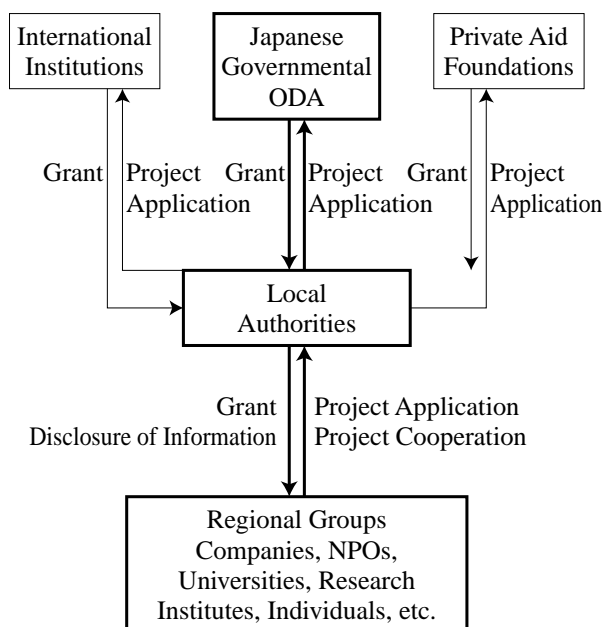 International
Institutions
Japanese
Governmental
ODA
Private Aid
Foundations
Grant
Project
Application
Grant
Project
Application
Grant
Project
Application
Local
Authorities
Grant
Disclosure of Information
Project Application
Project Cooperation
Regional Groups
Companies, NPOs,
Universities, Research
Institutes, Individuals, etc.